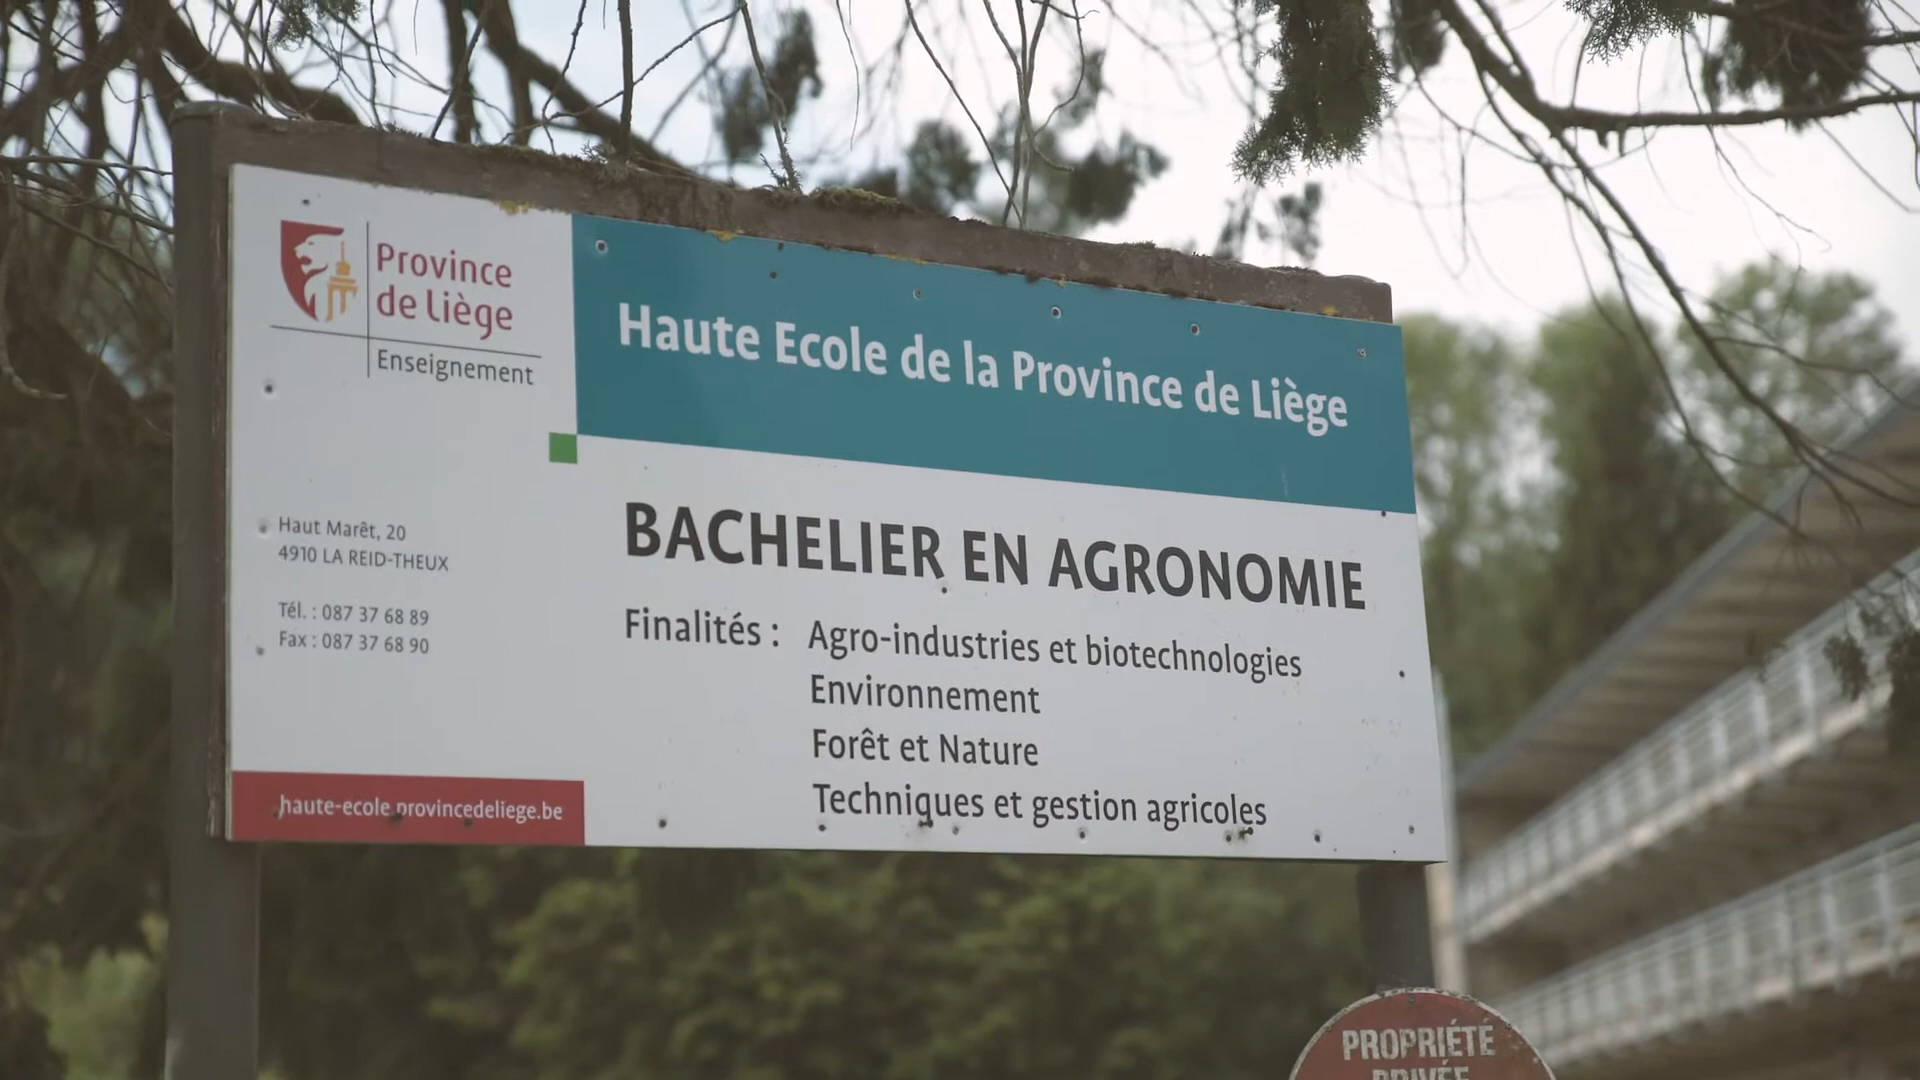 Province
de Liège
Enseignement
Haute Ecole de la Province de Liège
Haut Marêt, 20
4910 LA REID-THEUX
Tél. : 087 37 68 89
Fax : 087 37 68 90
haute-ecole.provincedeliege.be
BACHELIER EN AGRONOMIE
Finalités : Agro-industries et biotechnologies
Environnement
Forêt et Nature
Techniques et gestion agricoles
PROPRIÉTÉ
PRIVÉE